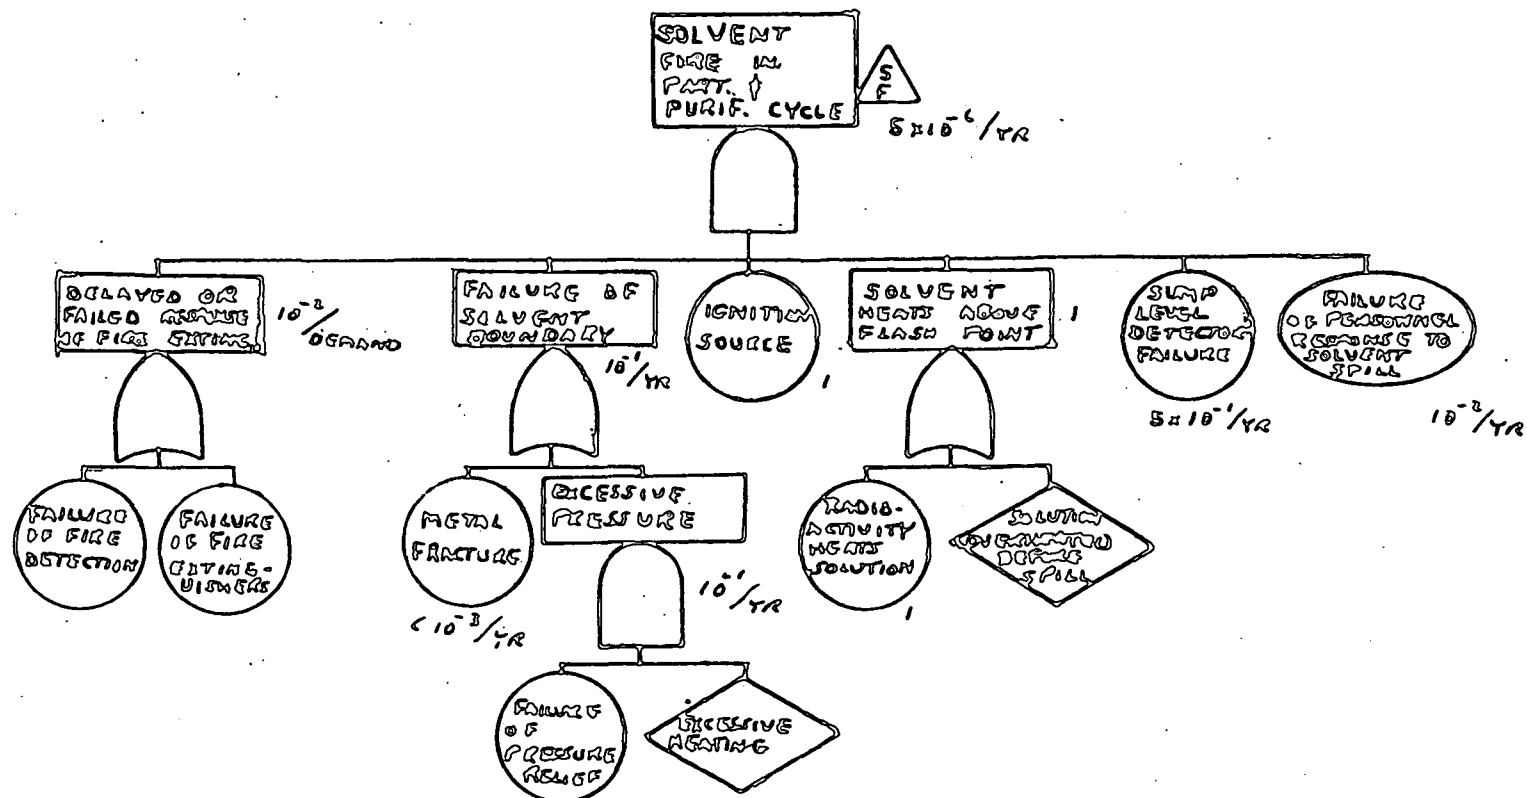 SOLVENT
FIRE IN
PART. &
PURIF. CYCLE
S
F
5x10^-6/YR
DELAYED OR
FAILED RESPONSE
OF FIRE EXTING.
10^-2/DEMAND
FAILURE OF
SOLVENT
BOUNDARY
10^-1/YR
IGNITION
SOURCE
1
SOLVENT
HEATS ABOVE
FLASH POINT
1
SUMP
LEVEL
DETECTOR
FAILURE
5x10^-1/YR
FAILURE
OF PERSONNEL
RESPONSE TO
SOLVENT
SPILL
10^-2/YR
FAILURE
OF FIRE
DETECTION
FAILURE
OF FIRE
EXTING-
UISHERS
METAL
FRACTURE
<10^-3/YR
EXCESSIVE
PRESSURE
10^-1/YR
RADIO-
ACTIVITY
HEATS
SOLUTION
1
SOLUTION
OVERHEATED
BEFORE
SPILL
FAILURE
OF
PRESSURE
RELIEF
EXCESSIVE
HEATING